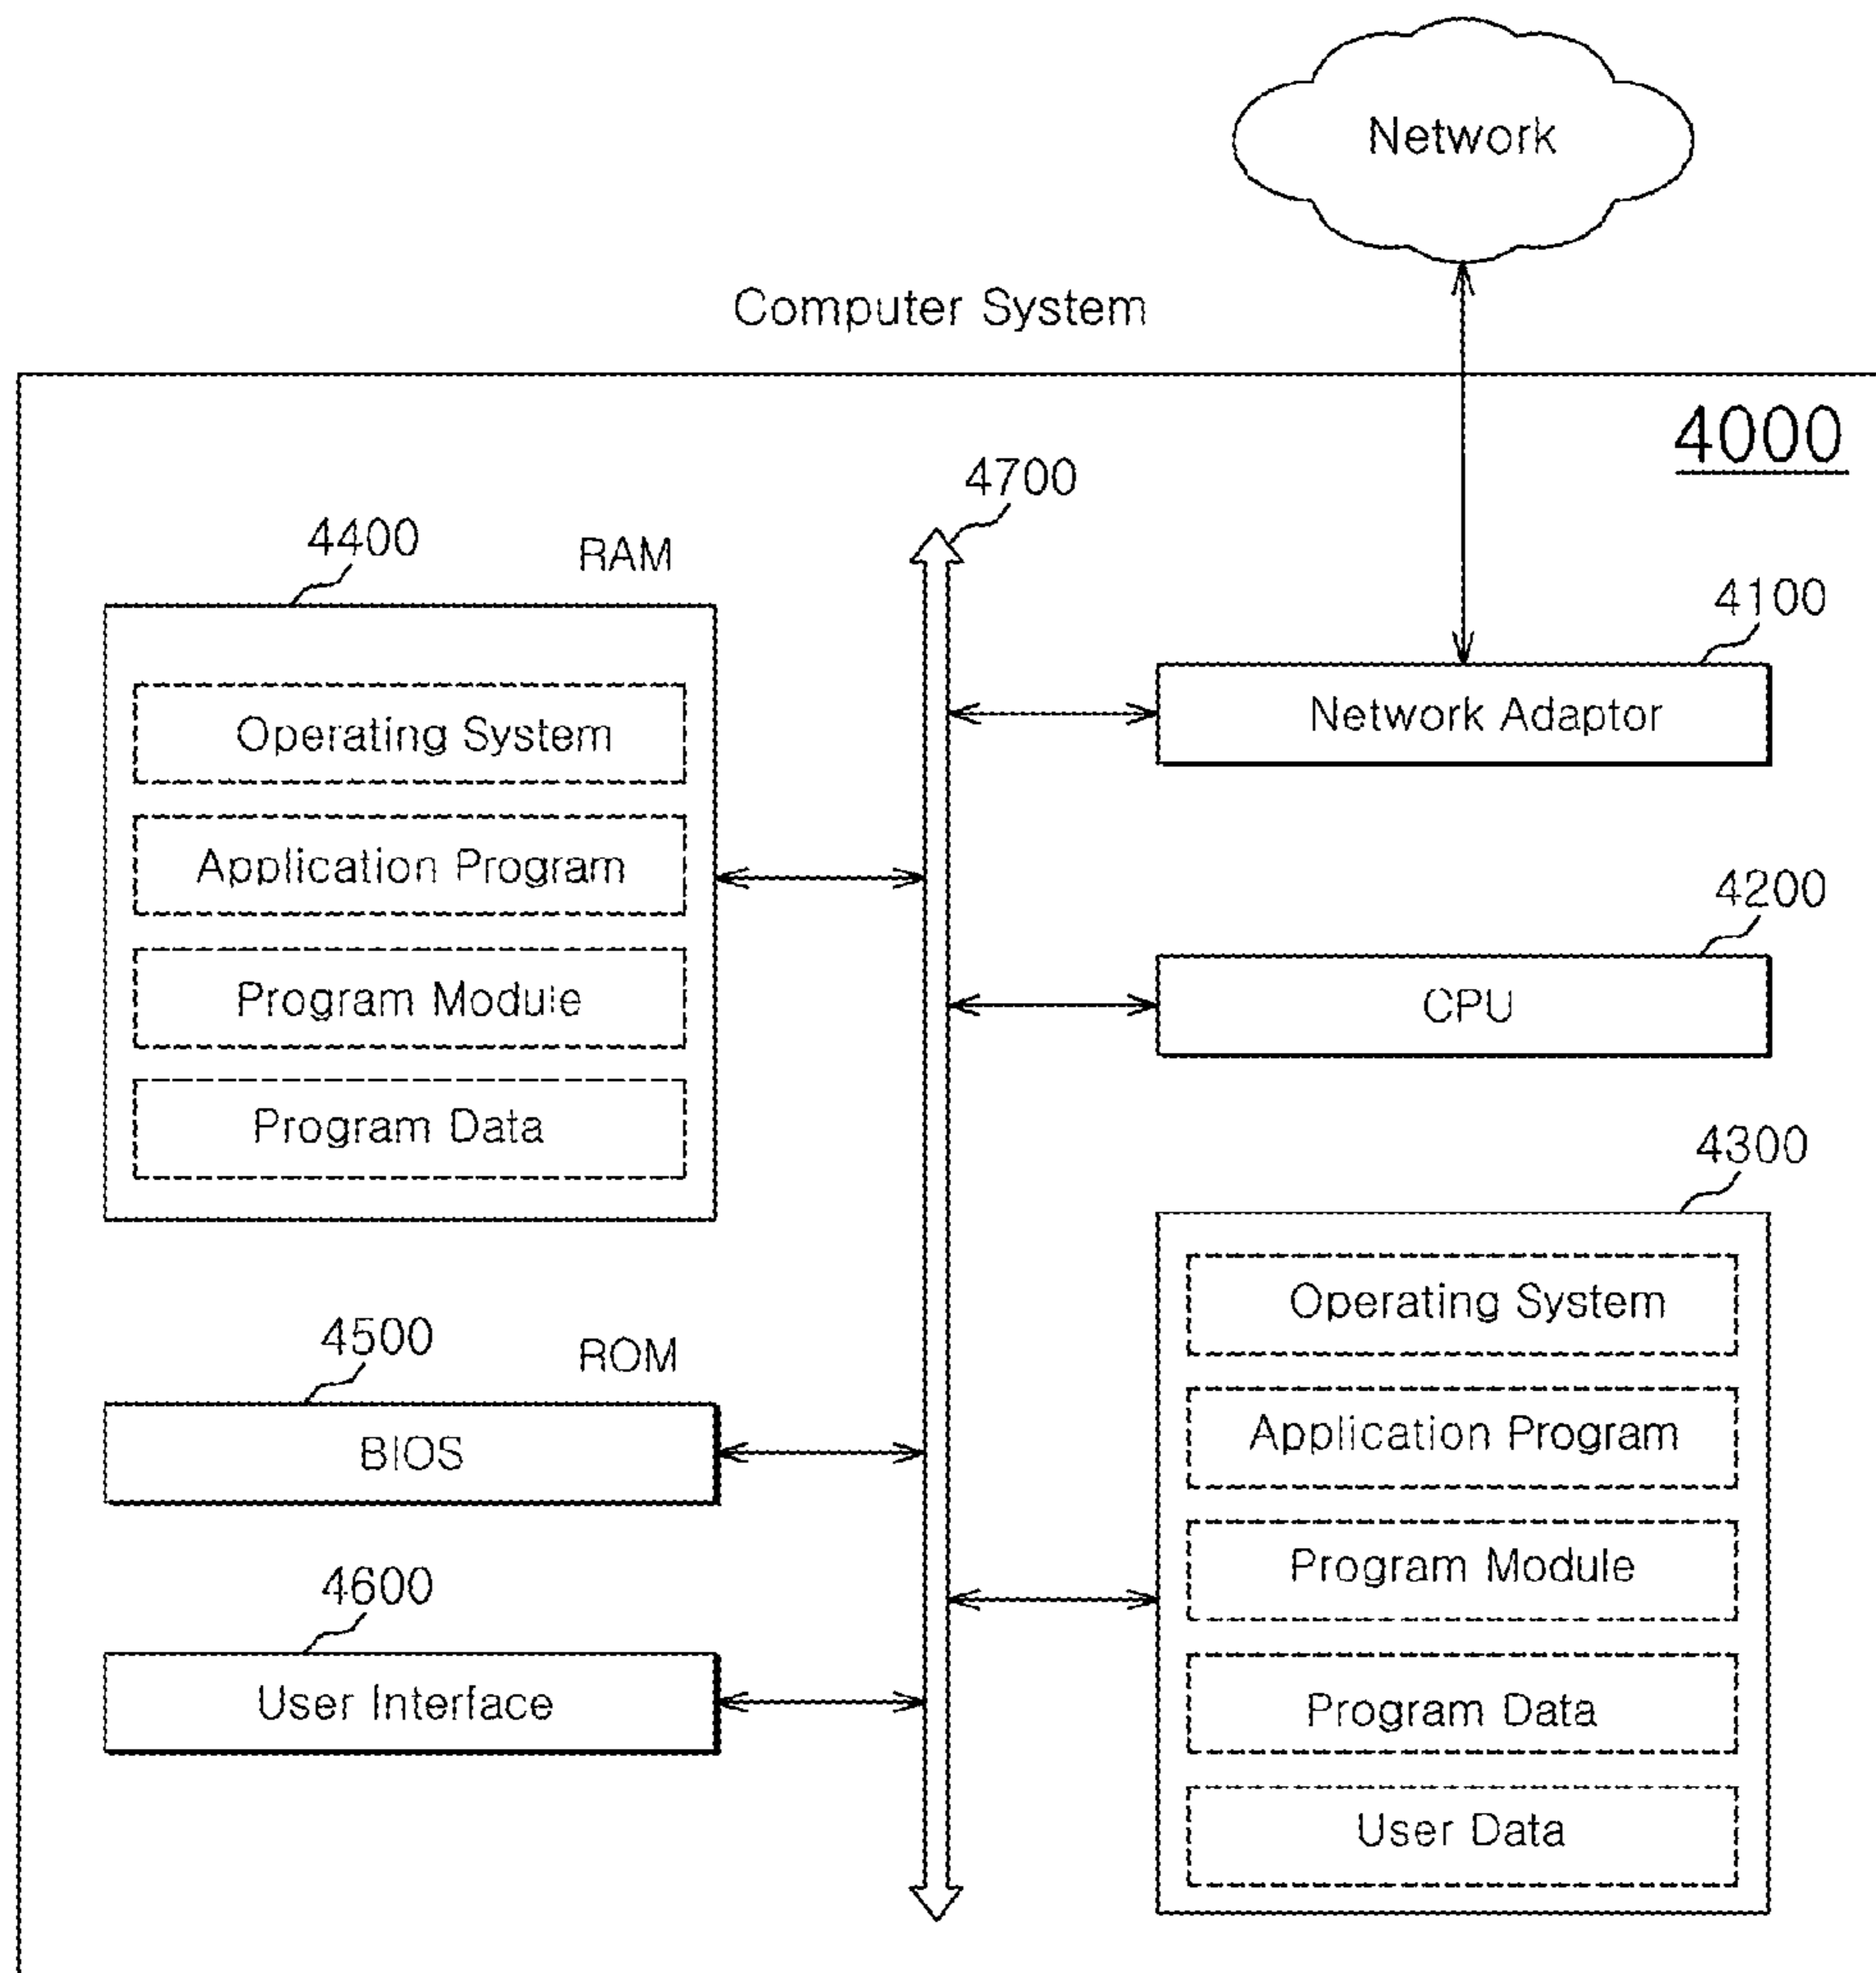 Network
Computer System
4000
4700
4400
RAM
Operating System
Application Program
Program Module
Program Data
4100
Network Adaptor
4200
CPU
4300
Operating System
Application Program
Program Module
Program Data
User Data
4500
ROM
BIOS
4600
User Interface